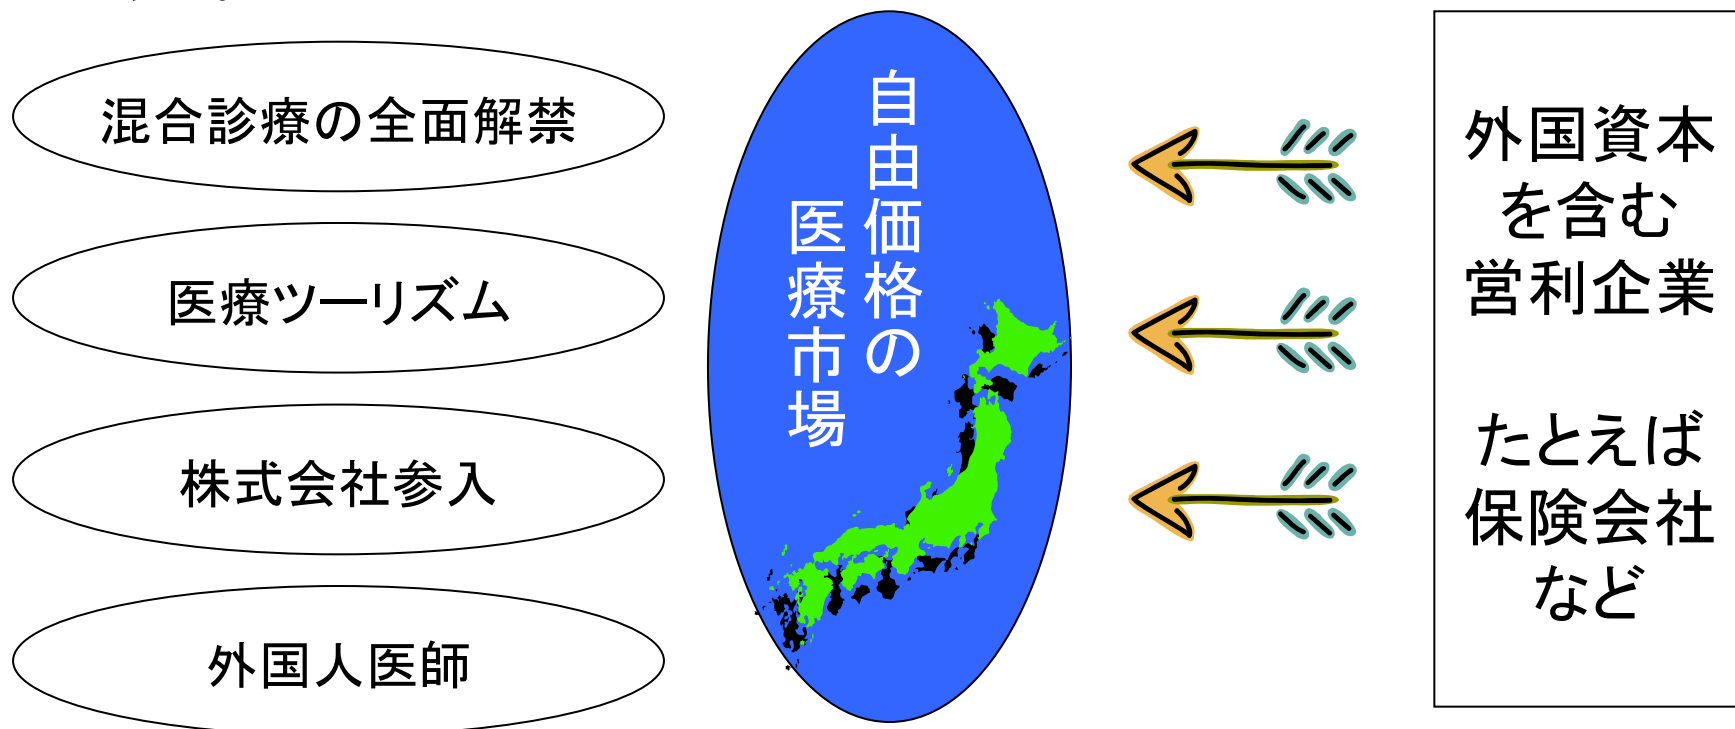 混合診療の全面解禁
医療ツーリズム
株式会社参入
外国人医師
自由価格の
医療市場
外国資本
を含む
営利企業
たとえば
保険会社
など